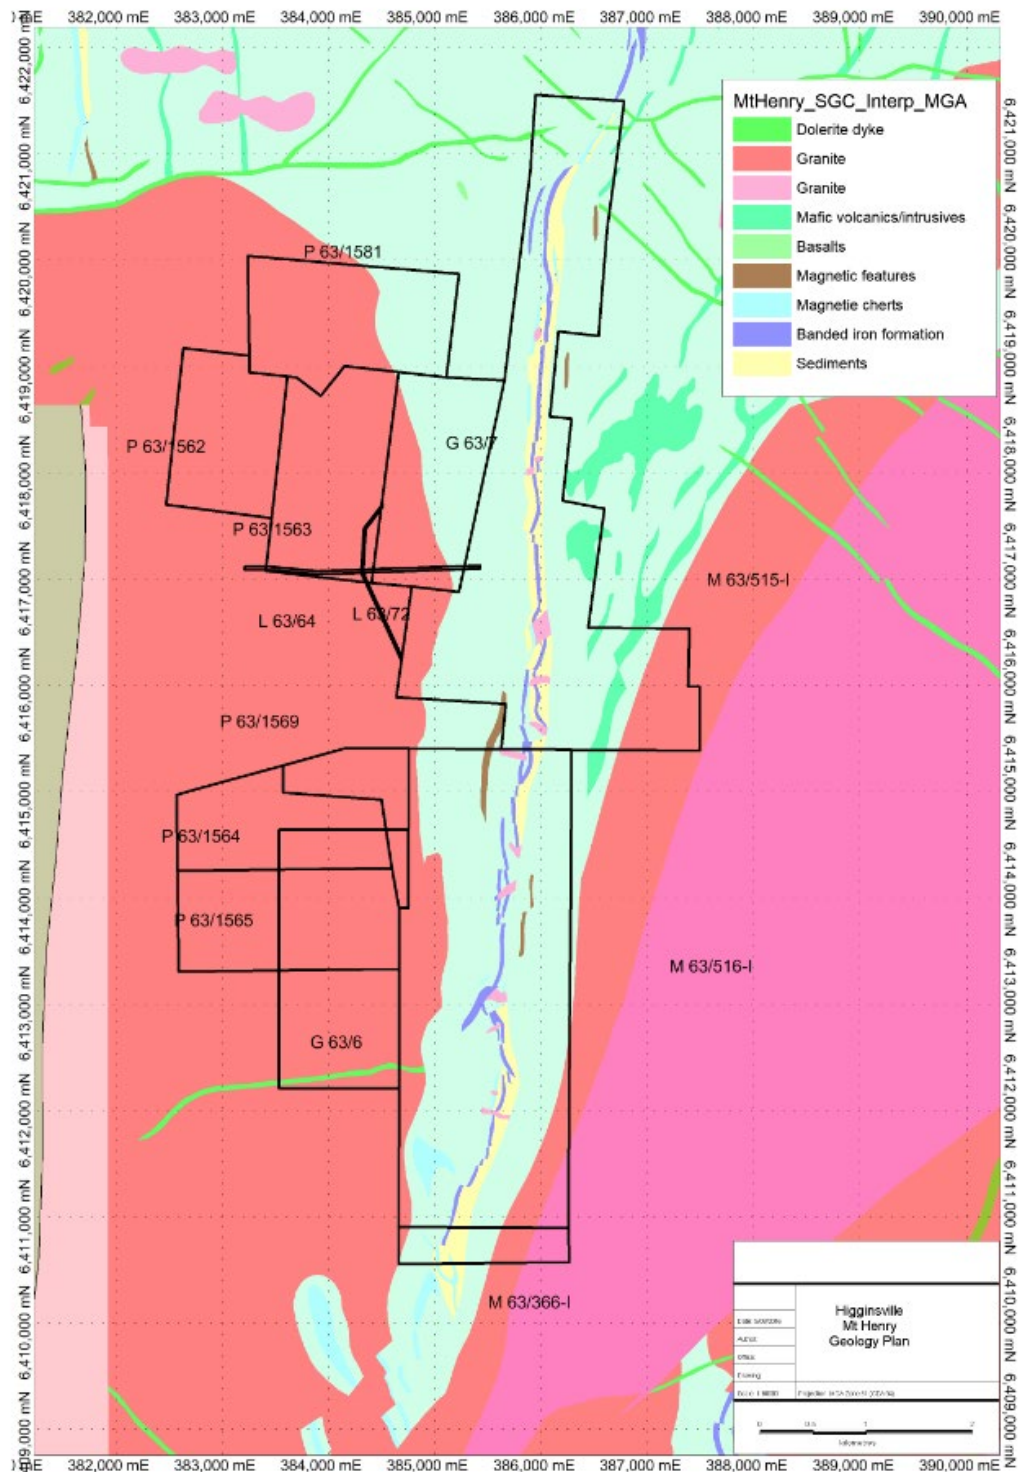 382,000 mE 383,000 mE 384,000 mE 385,000 mE 386,000 mE 387,000 mE 388,000 mE 389,000 mE 390,000 mE
6,422,000 mN
6,421,000 mN
6,420,000 mN
6,419,000 mN
6,418,000 mN
6,417,000 mN
6,416,000 mN
6,415,000 mN
6,414,000 mN
6,413,000 mN
6,412,000 mN
6,411,000 mN
6,410,000 mN
MtHenry_SGC_Interp_MGA
Dolerite dyke
Granite
Granite
Mafic volcanics/intrusives
Basalts
Magnetic features
Magnetie cherts
Banded iron formation
Sediments
P 63/1581
P 63/1562
G 63/7
P 63/1563
M 63/515-I
L 63/64
L 63/72
P 63/1569
P 63/1564
P 63/1565
M 63/516-I
G 63/6
M 63/366-I
6,421,000 mN
6,420,000 mN
6,419,000 mN
6,418,000 mN
6,417,000 mN
6,416,000 mN
6,415,000 mN
6,414,000 mN
6,413,000 mN
6,412,000 mN
6,411,000 mN
6,410,000 mN
6,409,000 mN
Higginsville
Mt Henry
Geology Plan
0 0.5 1 2
kilometres
382,000 mE 383,000 mE 384,000 mE 385,000 mE 386,000 mE 387,000 mE 388,000 mE 389,000 mE 390,000 mE